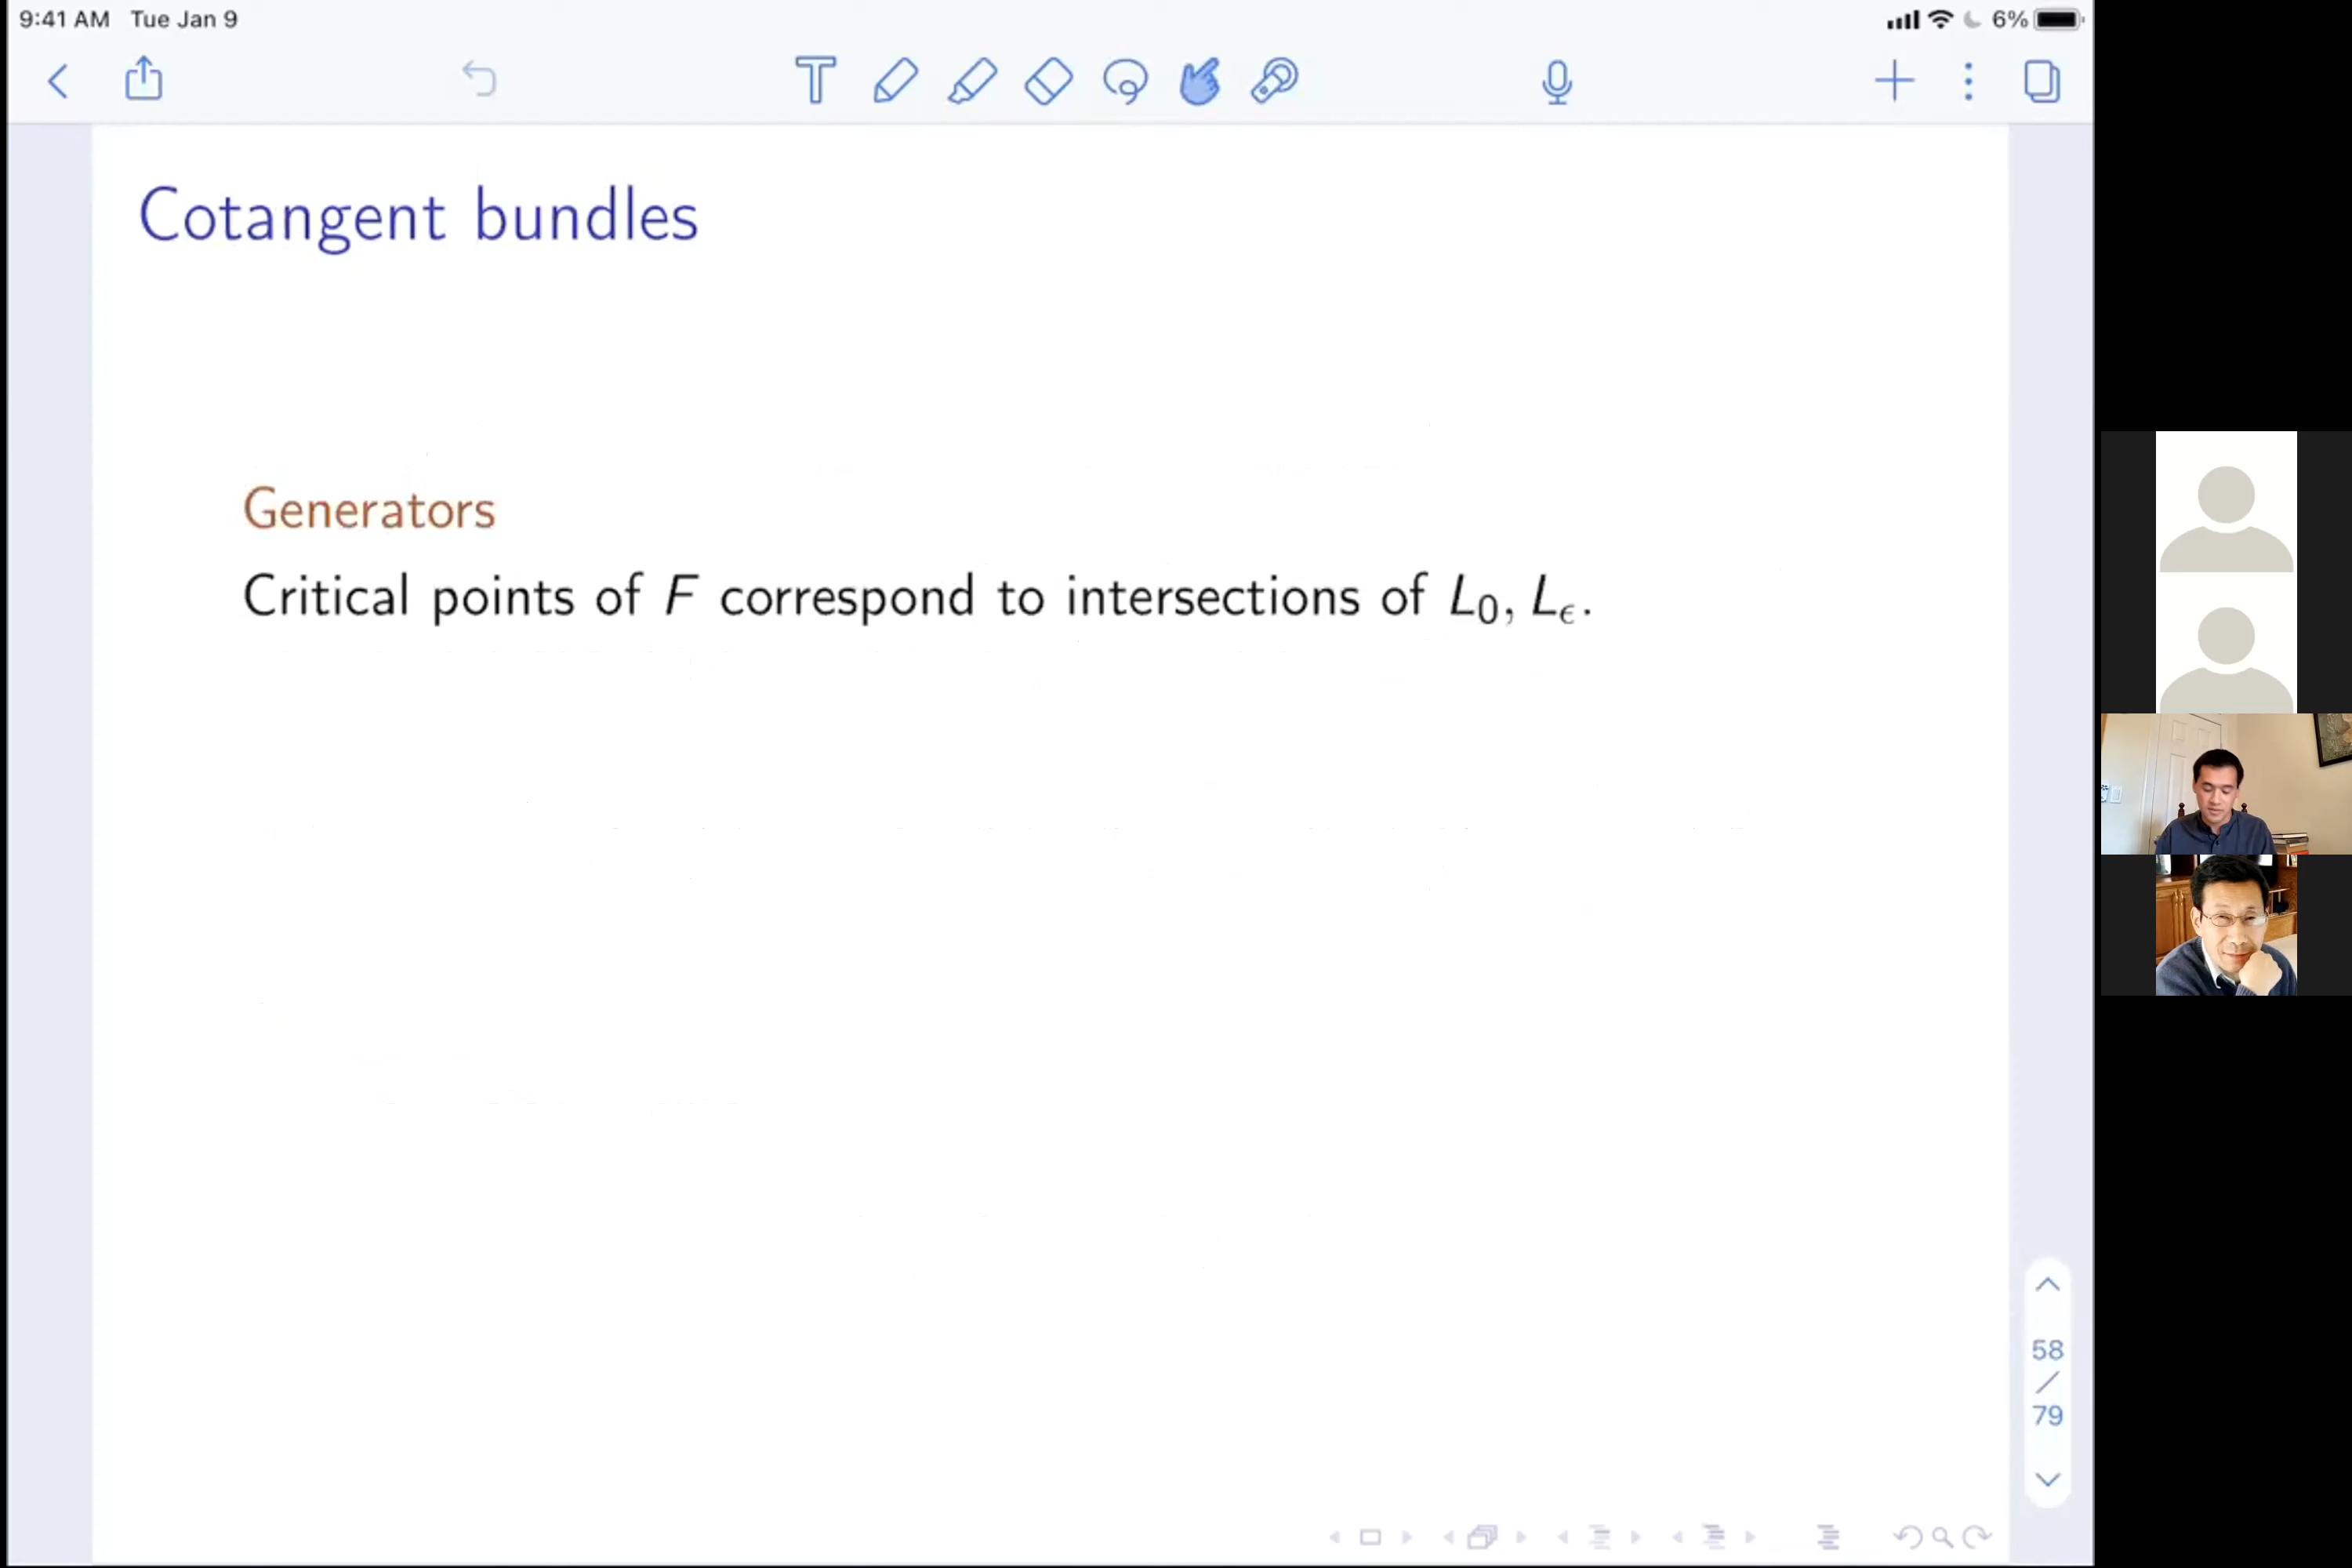 9:41 AM Tue Jan 9
6%
Cotangent bundles
Generators
Critical points of F correspond to intersections of L₀, Lϵ.
58
/
79